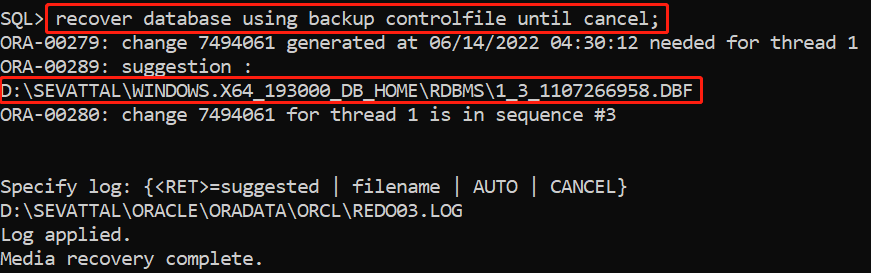 SQL> recover database using backup controlfile until cancel;
ORA-00279: change 7494061 generated at 06/14/2022 04:30:12 needed for thread 1
ORA-00289: suggestion :
D:\SEVATTAL\WINDOWS.X64_193000_DB_HOME\RDBMS\1_3_1107266958.DBF
ORA-00280: change 7494061 for thread 1 is in sequence #3
Specify log: {<RET>=suggested | filename | AUTO | CANCEL}
D:\SEVATTAL\ORACLE\ORADATA\ORCL\REDO03.LOG
Log applied.
Media recovery complete.